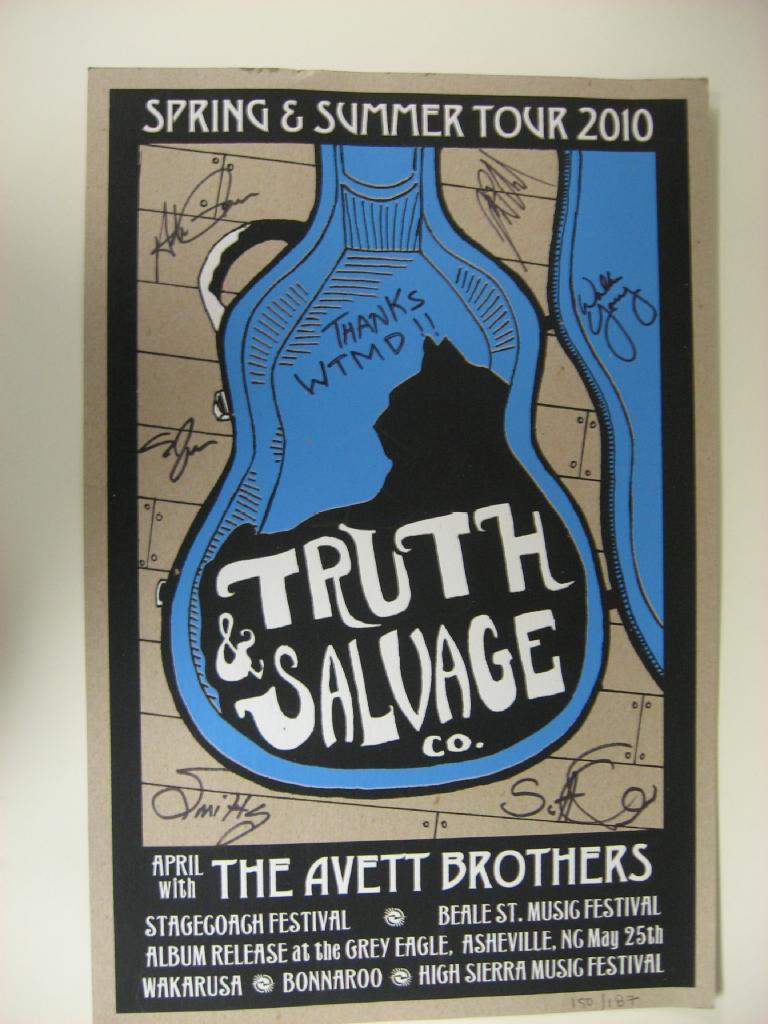 SPRING & SUMMER TOUR 2010
Walk
THANKS
WTMD!!
TRUTH
& SALVAGE
CO.
Smitty
APRIL
with THE AVETT BROTHERS
STAGECOACH FESTIVAL BEALE ST. MUSIC FESTIVAL
ALBUM RELEASE at the GREY EAGLE, ASHEVILLE, NC May 25th
WAKARUSA BONNAROO HIGH SIERRA MUSIC FESTIVAL
150/187